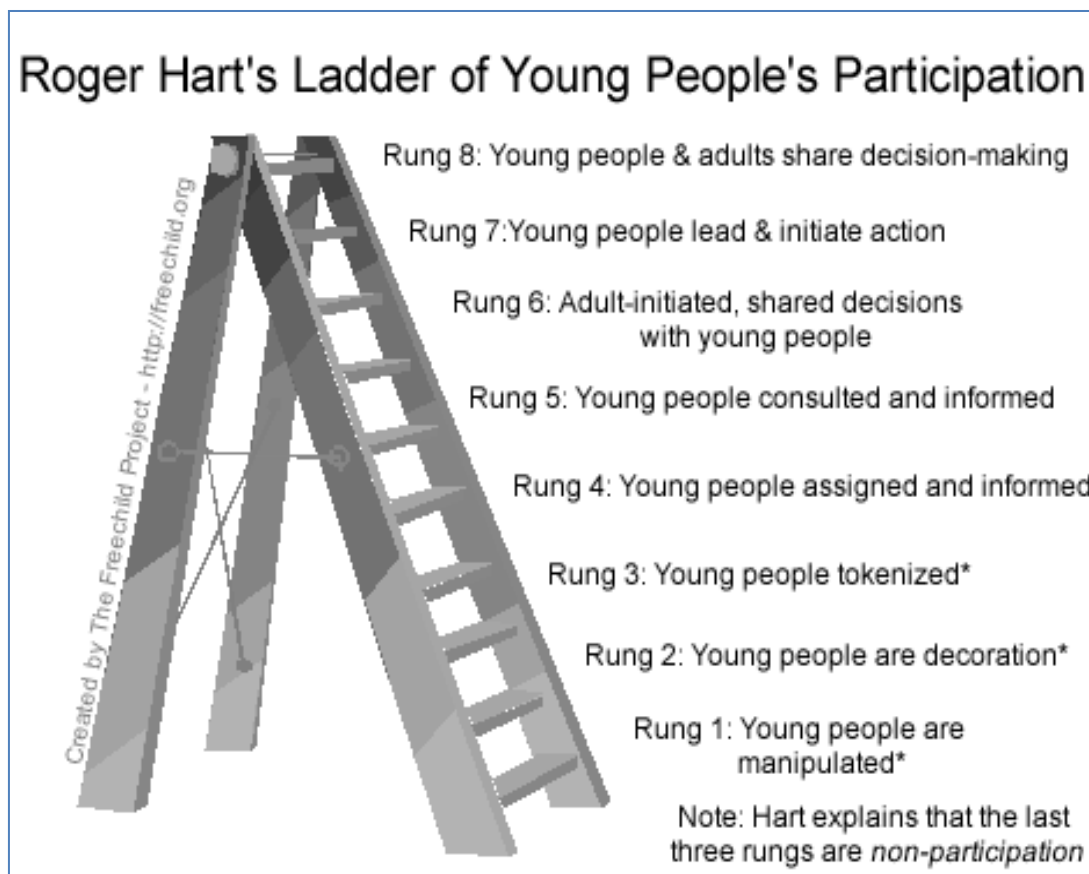 Roger Hart's Ladder of Young People's Participation
Rung 8: Young people & adults share decision-making
Rung 7:Young people lead & initiate action
Rung 6: Adult-initiated, shared decisions
with young people
Rung 5: Young people consulted and informed
Rung 4: Young people assigned and informed
Rung 3: Young people tokenized*
Rung 2: Young people are decoration*
Rung 1: Young people are
manipulated*
Note: Hart explains that the last
three rungs are non-participation
Created by The Freechild Project - http://freechild.org